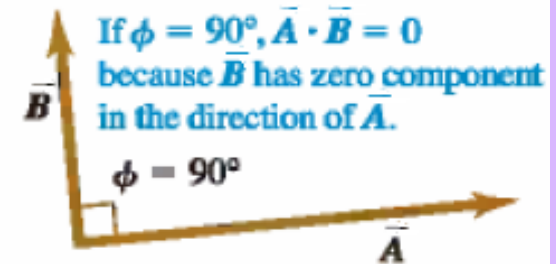 If ϕ = 90°, A⃗ · B⃗ = 0
because B⃗ has zero component
in the direction of A⃗.
B⃗
ϕ = 90°
A⃗